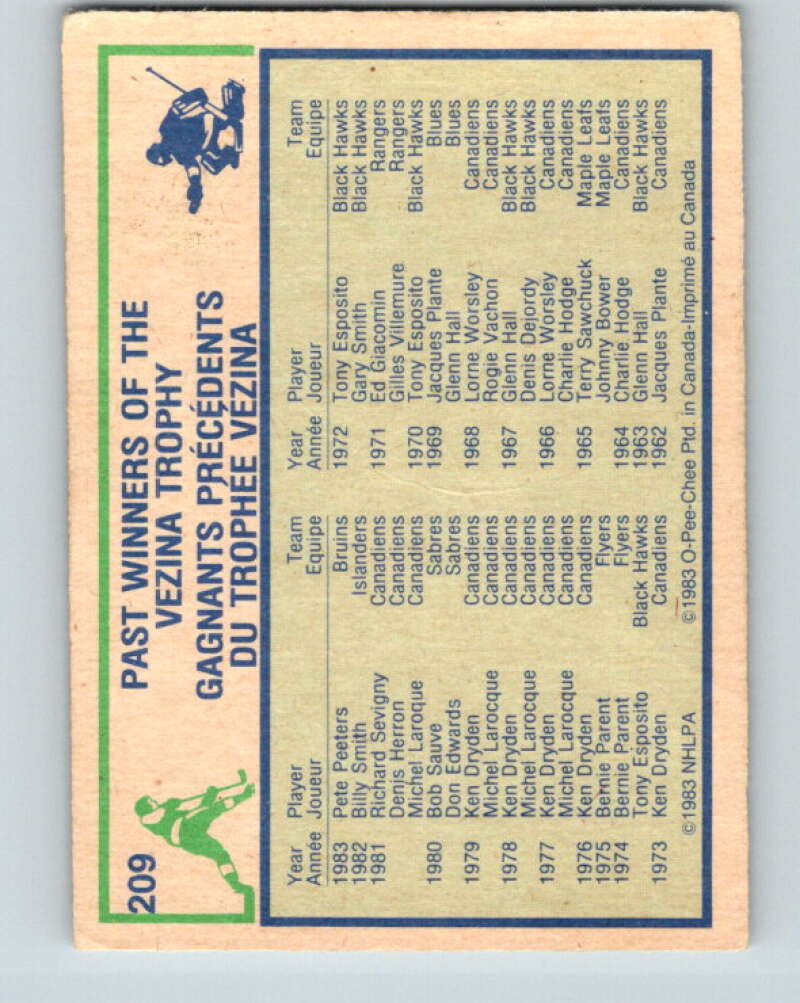 209
PAST WINNERS OF THE
VEZINA TROPHY
GAGNANTS PRÉCÉDENTS
DU TROPHEE VEZINA
Year Player Team
Année Joueur Equipe
1983 Pete Peeters Bruins
1982 Billy Smith Islanders
1981 Richard Sevigny Canadiens
Denis Herron Canadiens
Michel Laroque Canadiens
1980 Bob Sauve Sabres
Don Edwards Sabres
1979 Ken Dryden Canadiens
Michel Larocque Canadiens
1978 Ken Dryden Canadiens
Michel Larocque Canadiens
1977 Ken Dryden Canadiens
Michel Larocque Canadiens
1976 Ken Dryden Canadiens
1975 Bernie Parent Flyers
1974 Bernie Parent Flyers
Tony Esposito Black Hawks
1973 Ken Dryden Canadiens
Year Player Team
Année Joueur Equipe
1972 Tony Esposito Black Hawks
Gary Smith Black Hawks
1971 Ed Giacomin Rangers
Gilles Villemure Rangers
1970 Tony Esposito Black Hawks
1969 Jacques Plante Blues
Glenn Hall Blues
1968 Lorne Worsley Canadiens
Rogie Vachon Canadiens
1967 Glenn Hall Black Hawks
Denis Dejordy Black Hawks
1966 Lorne Worsley Canadiens
Charlie Hodge Canadiens
1965 Terry Sawchuck Maple Leafs
Johnny Bower Maple Leafs
1964 Charlie Hodge Canadiens
1963 Glenn Hall Black Hawks
1962 Jacques Plante Canadiens
©1983 NHLPA ©1983 O-Pee-Chee Ptd. in Canada-Imprimé au Canada